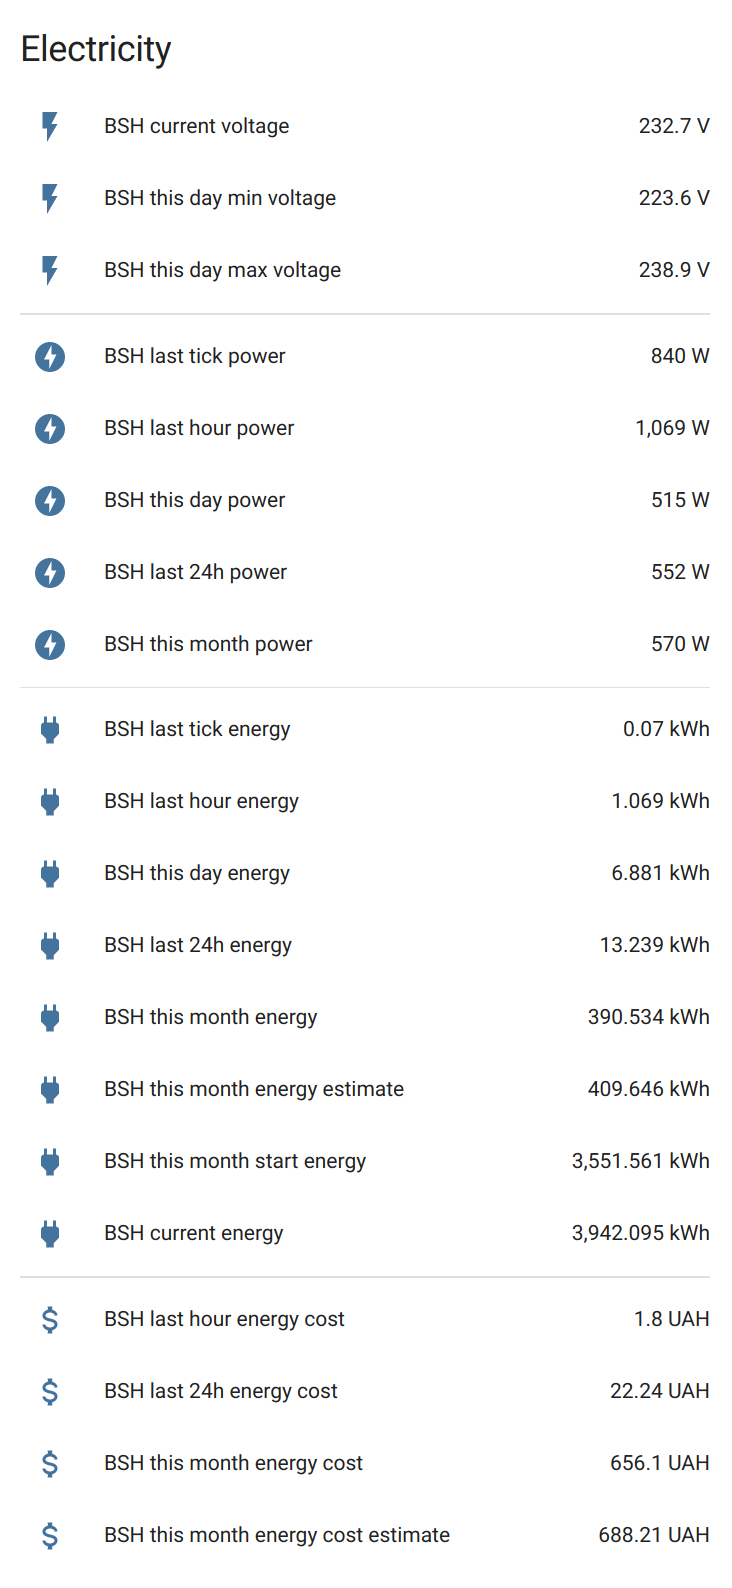 Electricity
BSH current voltage 232.7 V
BSH this day min voltage 223.6 V
BSH this day max voltage 238.9 V
BSH last tick power 840 W
BSH last hour power 1,069 W
BSH this day power 515 W
BSH last 24h power 552 W
BSH this month power 570 W
BSH last tick energy 0.07 kWh
BSH last hour energy 1.069 kWh
BSH this day energy 6.881 kWh
BSH last 24h energy 13.239 kWh
BSH this month energy 390.534 kWh
BSH this month energy estimate 409.646 kWh
BSH this month start energy 3,551.561 kWh
BSH current energy 3,942.095 kWh
BSH last hour energy cost 1.8 UAH
BSH last 24h energy cost 22.24 UAH
BSH this month energy cost 656.1 UAH
BSH this month energy cost estimate 688.21 UAH